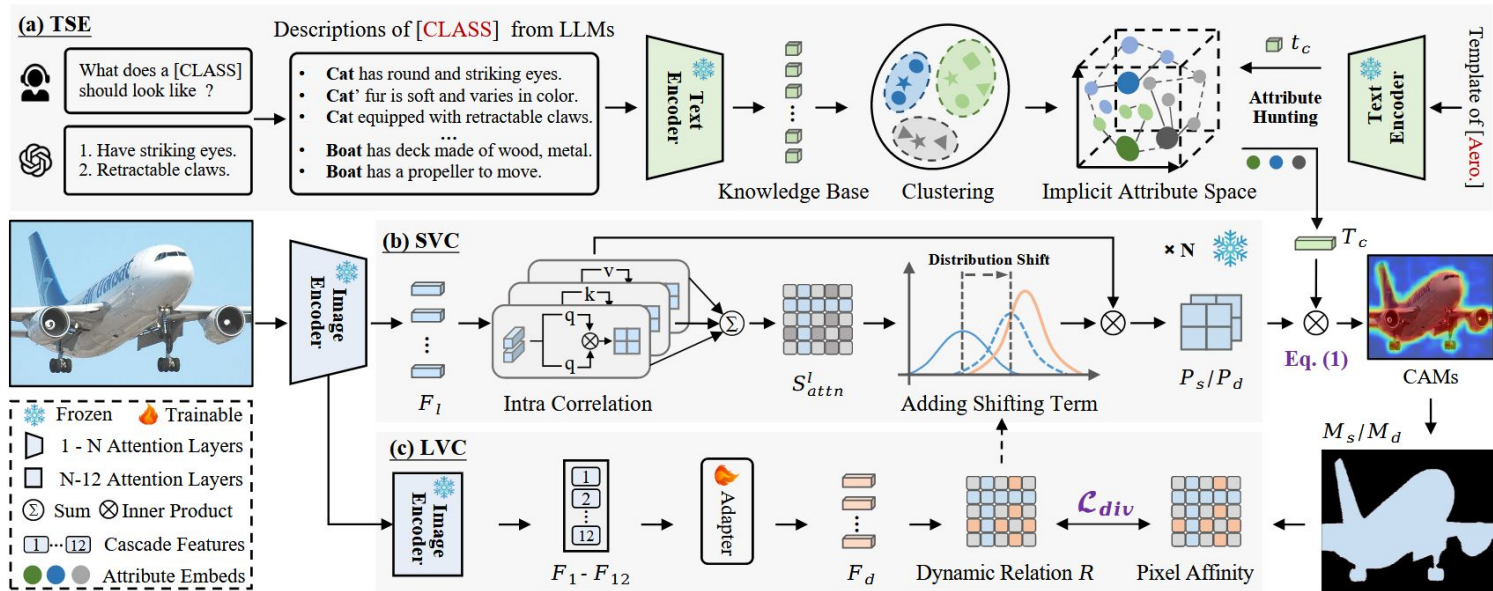 (a) TSE
What does a [CLASS]
should look like ?
1. Have striking eyes.
2. Retractable claws.
Descriptions of [CLASS] from LLMs
• Cat has round and striking eyes.
• Cat' fur is soft and varies in color.
• Cat equipped with retractable claws.
...
• Boat has deck made of wood, metal.
• Boat has a propeller to move.
Text
Encoder
Knowledge Base
Clustering
Implicit Attribute Space
t_c
Attribute
Hunting
Text
Encoder
Template of [Aero.]
air transat
Image
Encoder
(b) SVC
F_l
v
k
q
q
Intra Correlation
Σ
S^l_attn
Distribution Shift
Adding Shifting Term
× N
P_s/P_d
T_c
Eq. (1)
CAMs
M_s/M_d
Frozen
Trainable
1 - N Attention Layers
N-12 Attention Layers
Σ Sum ⊗ Inner Product
1 ··· 12 Cascade Features
Attribute Embeds
(c) LVC
Image
Encoder
1
2
...
12
F_1 - F_12
Adapter
F_d
Dynamic Relation R
ℒ_div
Pixel Affinity